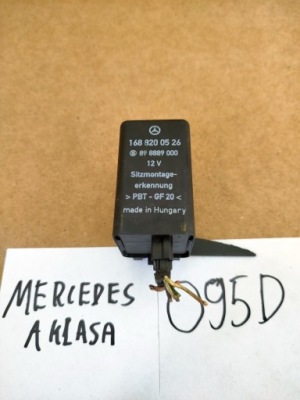 168 820 05 26
89 8889 000
12 V
Sitzmontage-
erkennung
> PBT - GF 20 <
made in Hungary
MERCEDES
A KLASA
095D